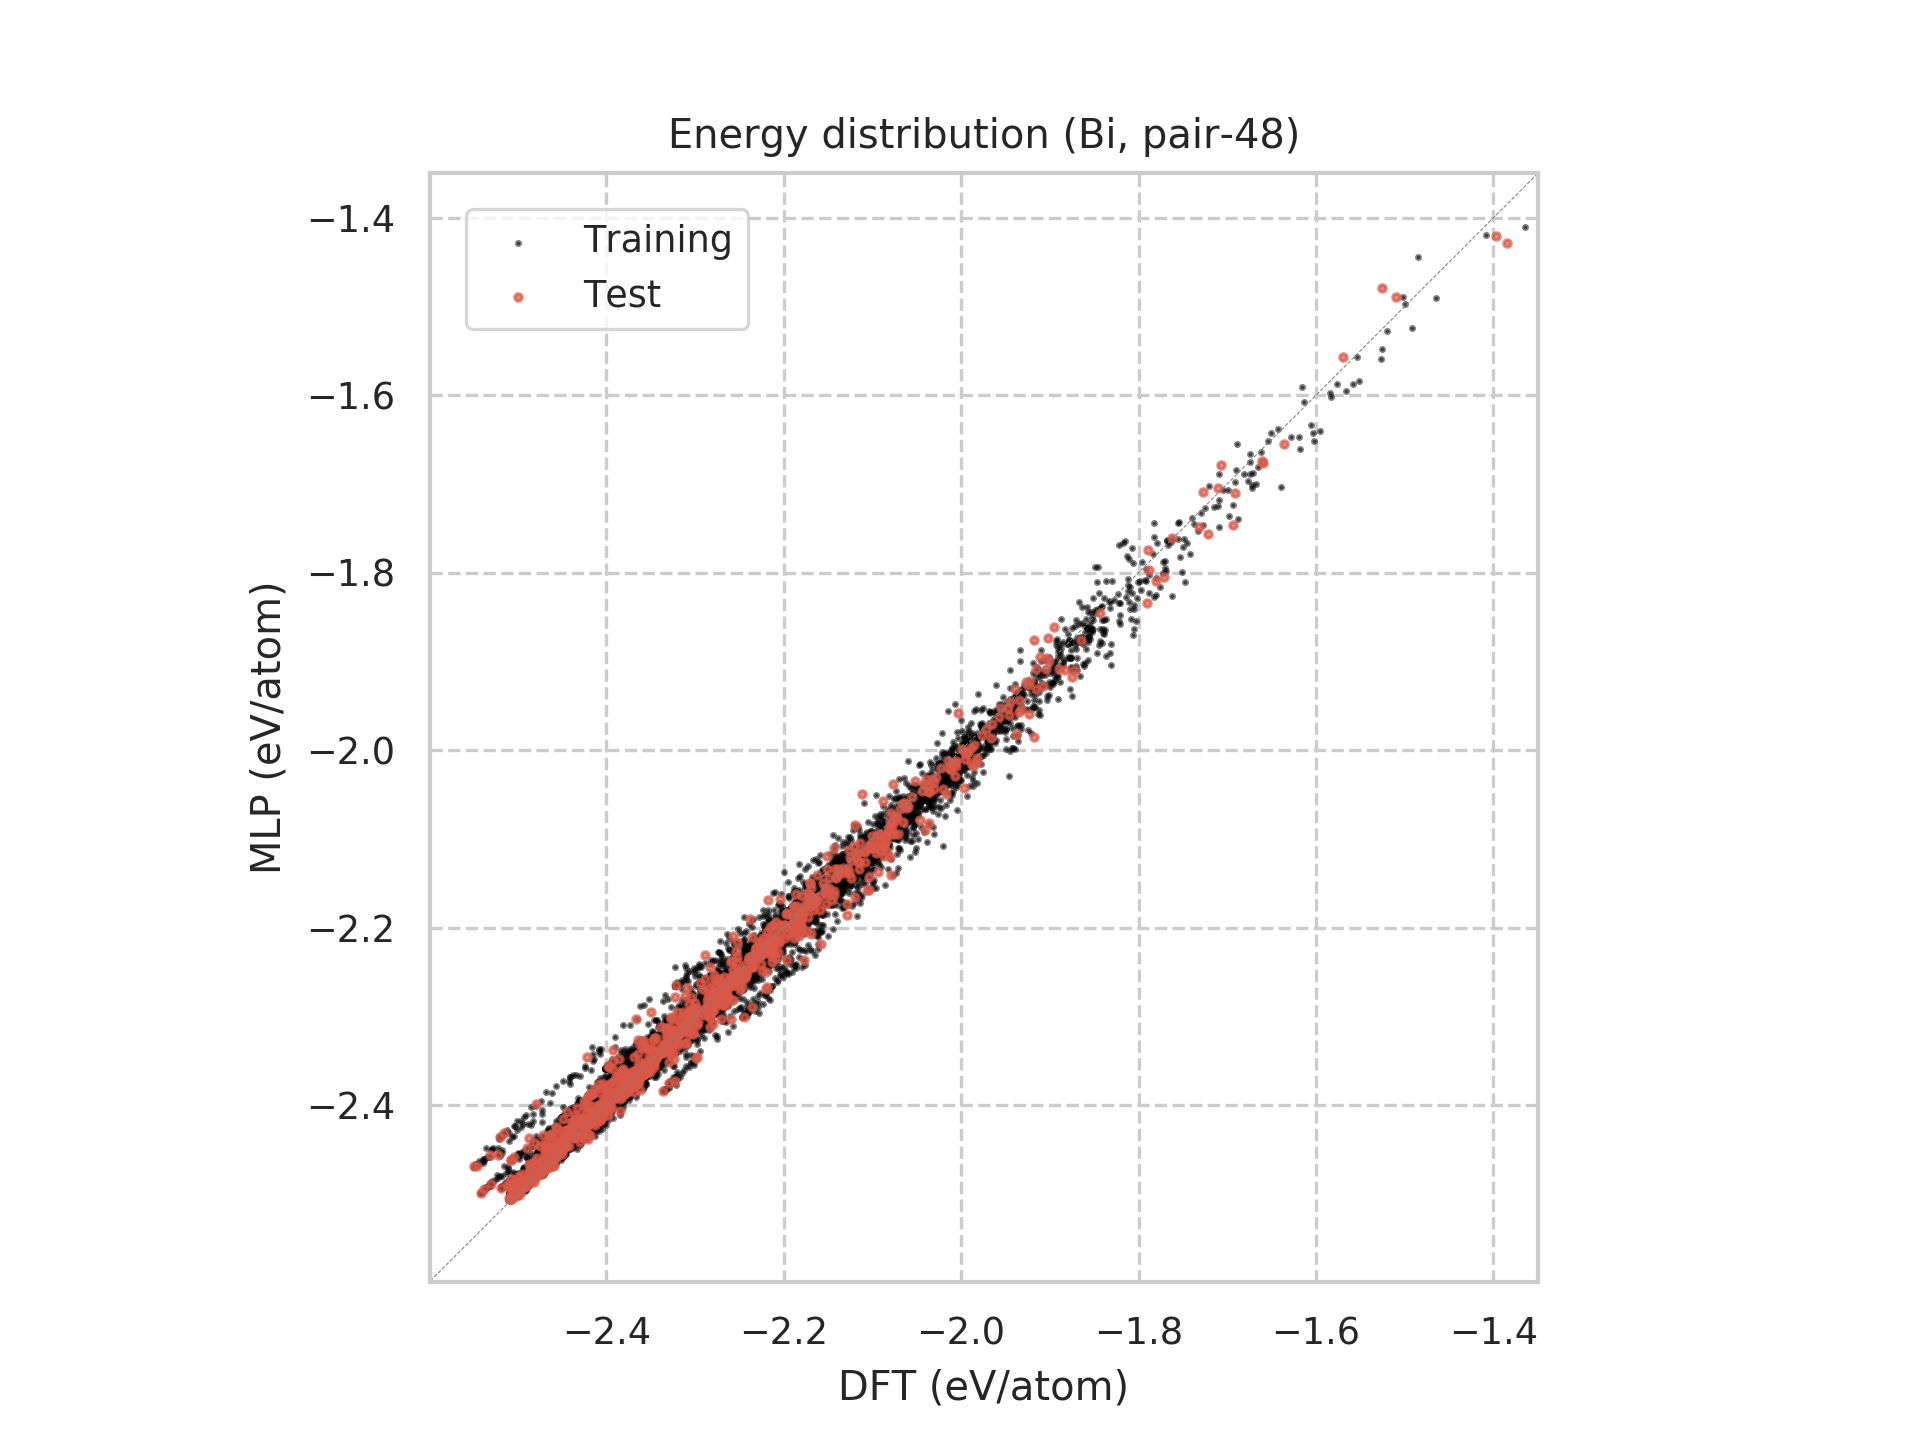 Energy distribution (Bi, pair-48)
Training
Test
−1.4
−1.6
−1.8
−2.0
−2.2
−2.4
MLP (eV/atom)
−2.4 −2.2 −2.0 −1.8 −1.6 −1.4
DFT (eV/atom)